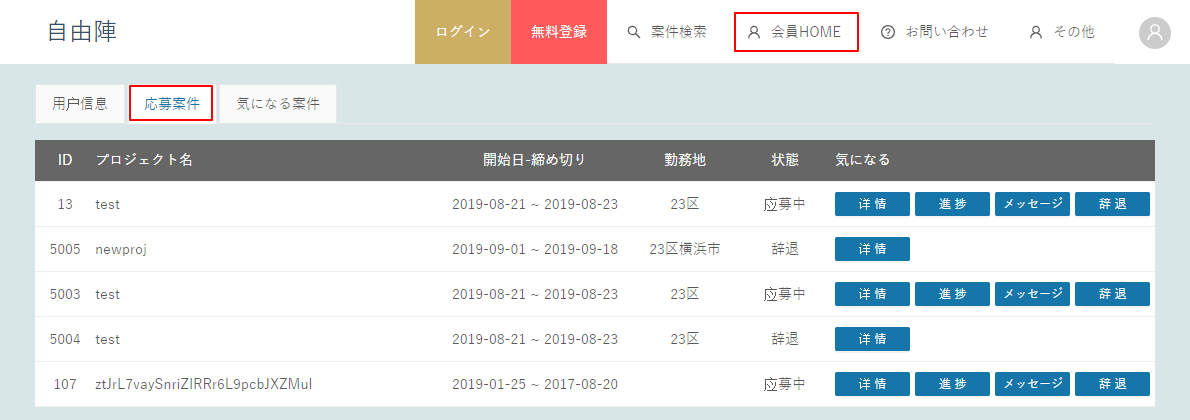 自由陣 ログイン 無料登録 案件検索 会員HOME お問い合わせ その他
用户信息 応募案件 気になる案件
ID プロジェクト名 開始日-締め切り 勤務地 状態 気になる
13 test 2019-08-21 ~ 2019-08-23 23区 応募中 详 情 進 捗 メッセージ 辞 退
5005 newproj 2019-09-01 ~ 2019-09-18 23区横浜市 辞退 详 情
5003 test 2019-08-21 ~ 2019-08-23 23区 応募中 详 情 進 捗 メッセージ 辞 退
5004 test 2019-08-21 ~ 2019-08-23 23区 辞退 详 情
107 ztJrL7vaySnriZIRRr6L9pcbJXZMul 2019-01-25 ~ 2017-08-20 応募中 详 情 進 捗 メッセージ 辞 退